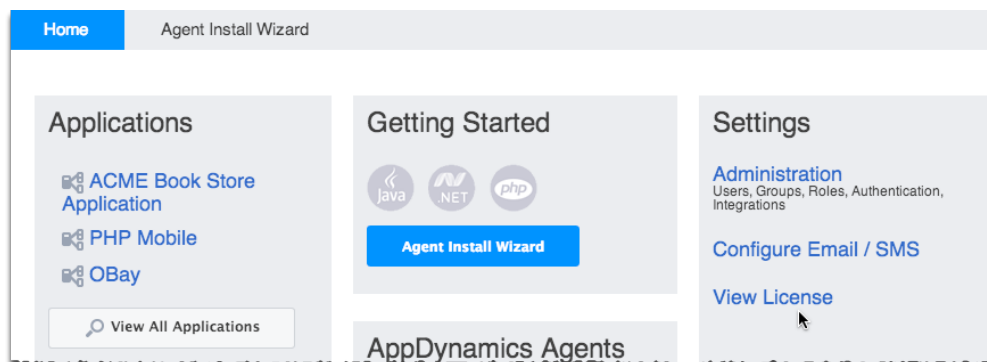 Home
Agent Install Wizard
Applications
ACME Book Store
Application
PHP Mobile
OBay
View All Applications
Getting Started
Java
.NET
php
Agent Install Wizard
AppDynamics Agents
Settings
Administration
Users, Groups, Roles, Authentication,
Integrations
Configure Email / SMS
View License